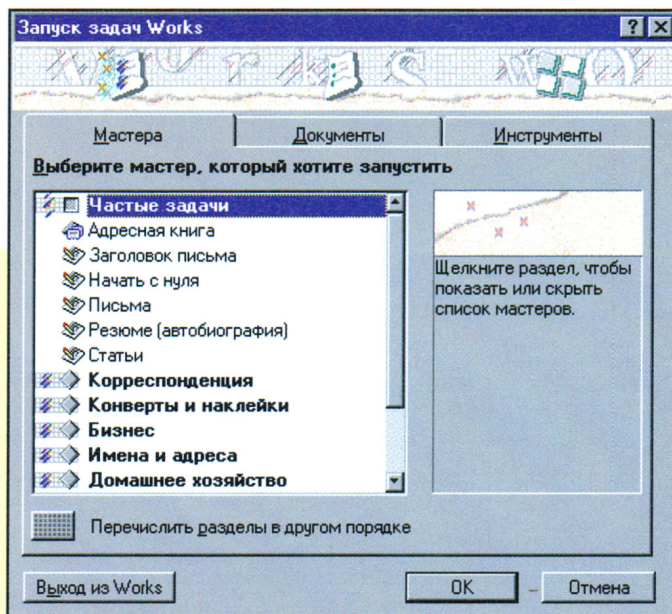 Запуск задач Works
Works
Мастера
Документы
Инструменты
Выберите мастер, который хотите запустить
Частые задачи
Адресная книга
Заголовок письма
Начать с нуля
Письма
Резюме (автобиография)
Статьи
Корреспонденция
Конверты и наклейки
Бизнес
Имена и адреса
Домашнее хозяйство
Щелкните раздел, чтобы
показать или скрыть
список мастеров.
Перечислить разделы в другом порядке
Выход из Works
OK
Отмена